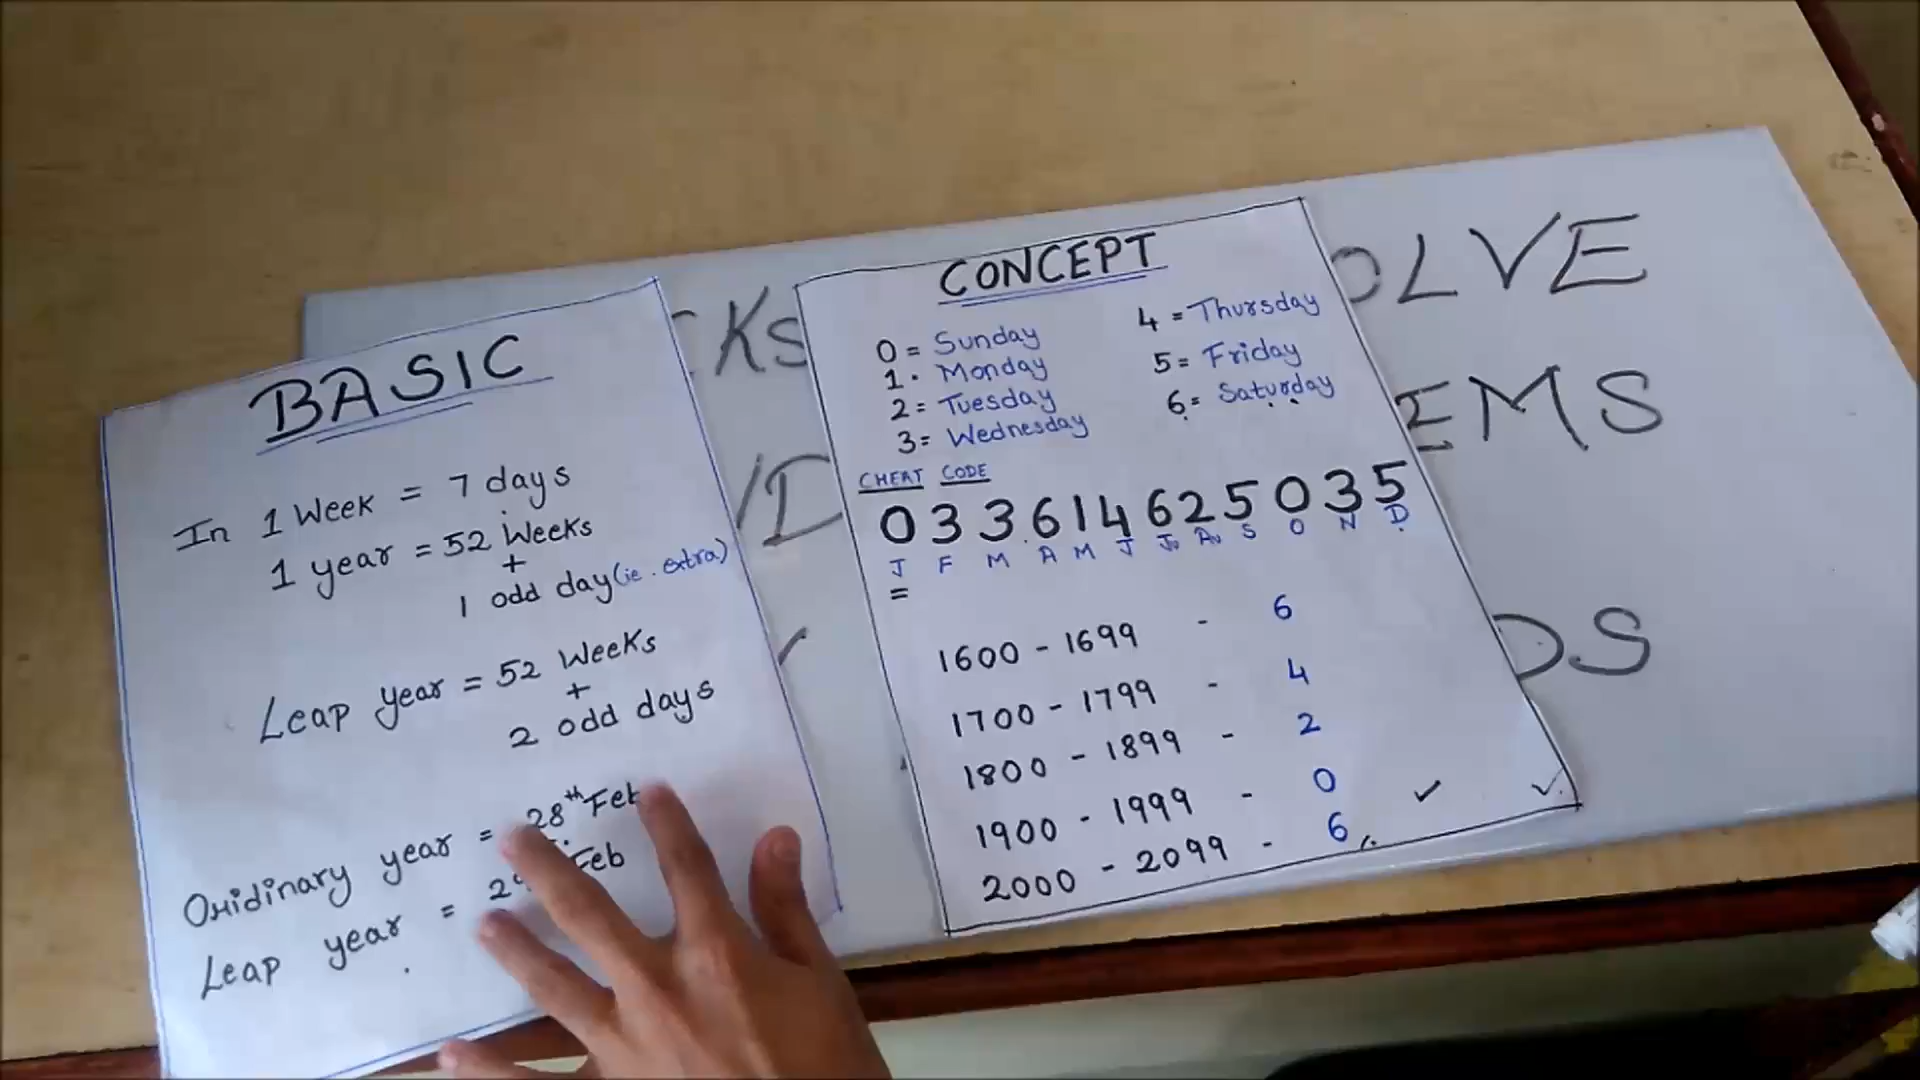 BASIC
In 1 Week = 7 days
1 year = 52 Weeks
+
1 odd day (ie. extra)
Leap year = 52 Weeks
+
2 odd days
Oridinary year = 28th Feb
Leap year = Feb
CONCEPT
0 = Sunday
1. Monday
2 = Tuesday
3 = Wednesday
4 = Thursday
5 = Friday
6 = Saturday
CHEAT CODE
0 3 3 6 1 4 6 2 5 0 3 5
J F M A M J Ju Au S O N D
=
1600 - 1699 - 6
1700 - 1799 - 4
1800 - 1899 - 2
1900 - 1999 - 0
2000 - 2099 - 6